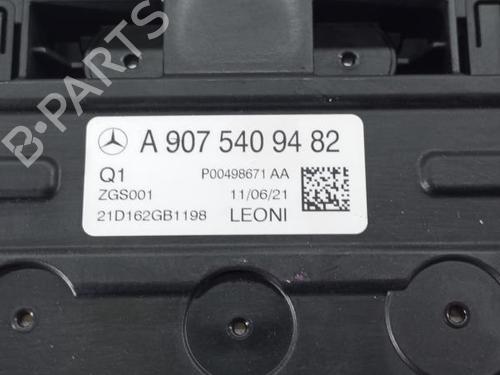 B-PARTS
A 907 540 94 82
Q1 P00498671 AA
ZGS001 11/06/21
21D162GB1198 LEONI